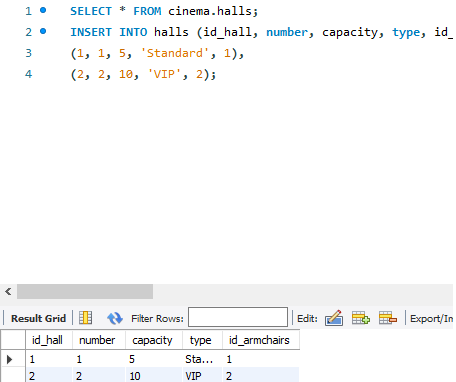 1 SELECT * FROM cinema.halls;
2 INSERT INTO halls (id_hall, number, capacity, type, id_
3 (1, 1, 5, 'Standard', 1),
4 (2, 2, 10, 'VIP', 2);
Result Grid Filter Rows: Edit: Export/Im
id_hall number capacity type id_armchairs
1 1 5 Sta... 1
2 2 10 VIP 2